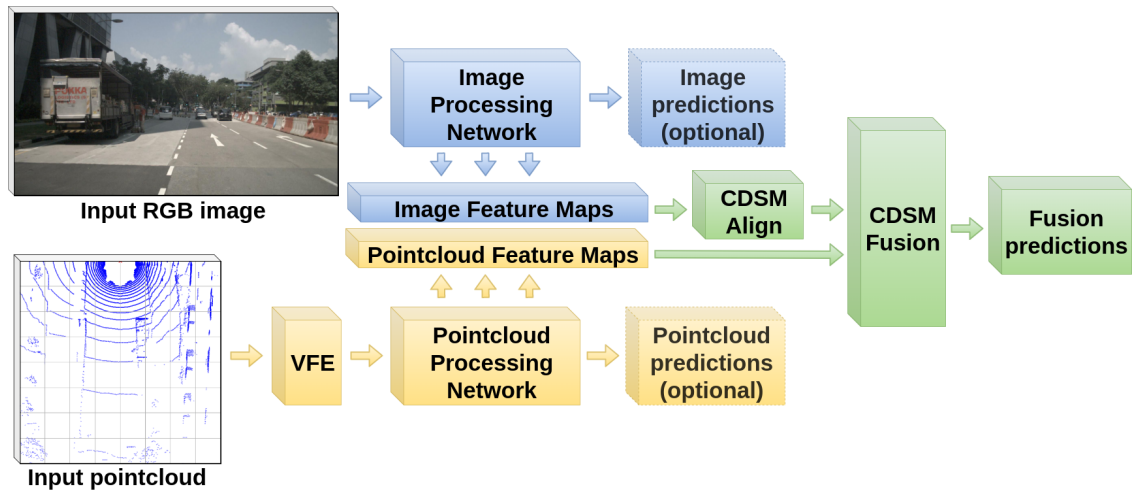 Input RGB image
Image
Processing
Network
Image
predictions
(optional)
Image Feature Maps
CDSM
Align
Pointcloud Feature Maps
CDSM
Fusion
Fusion
predictions
Input pointcloud
VFE
Pointcloud
Processing
Network
Pointcloud
predictions
(optional)